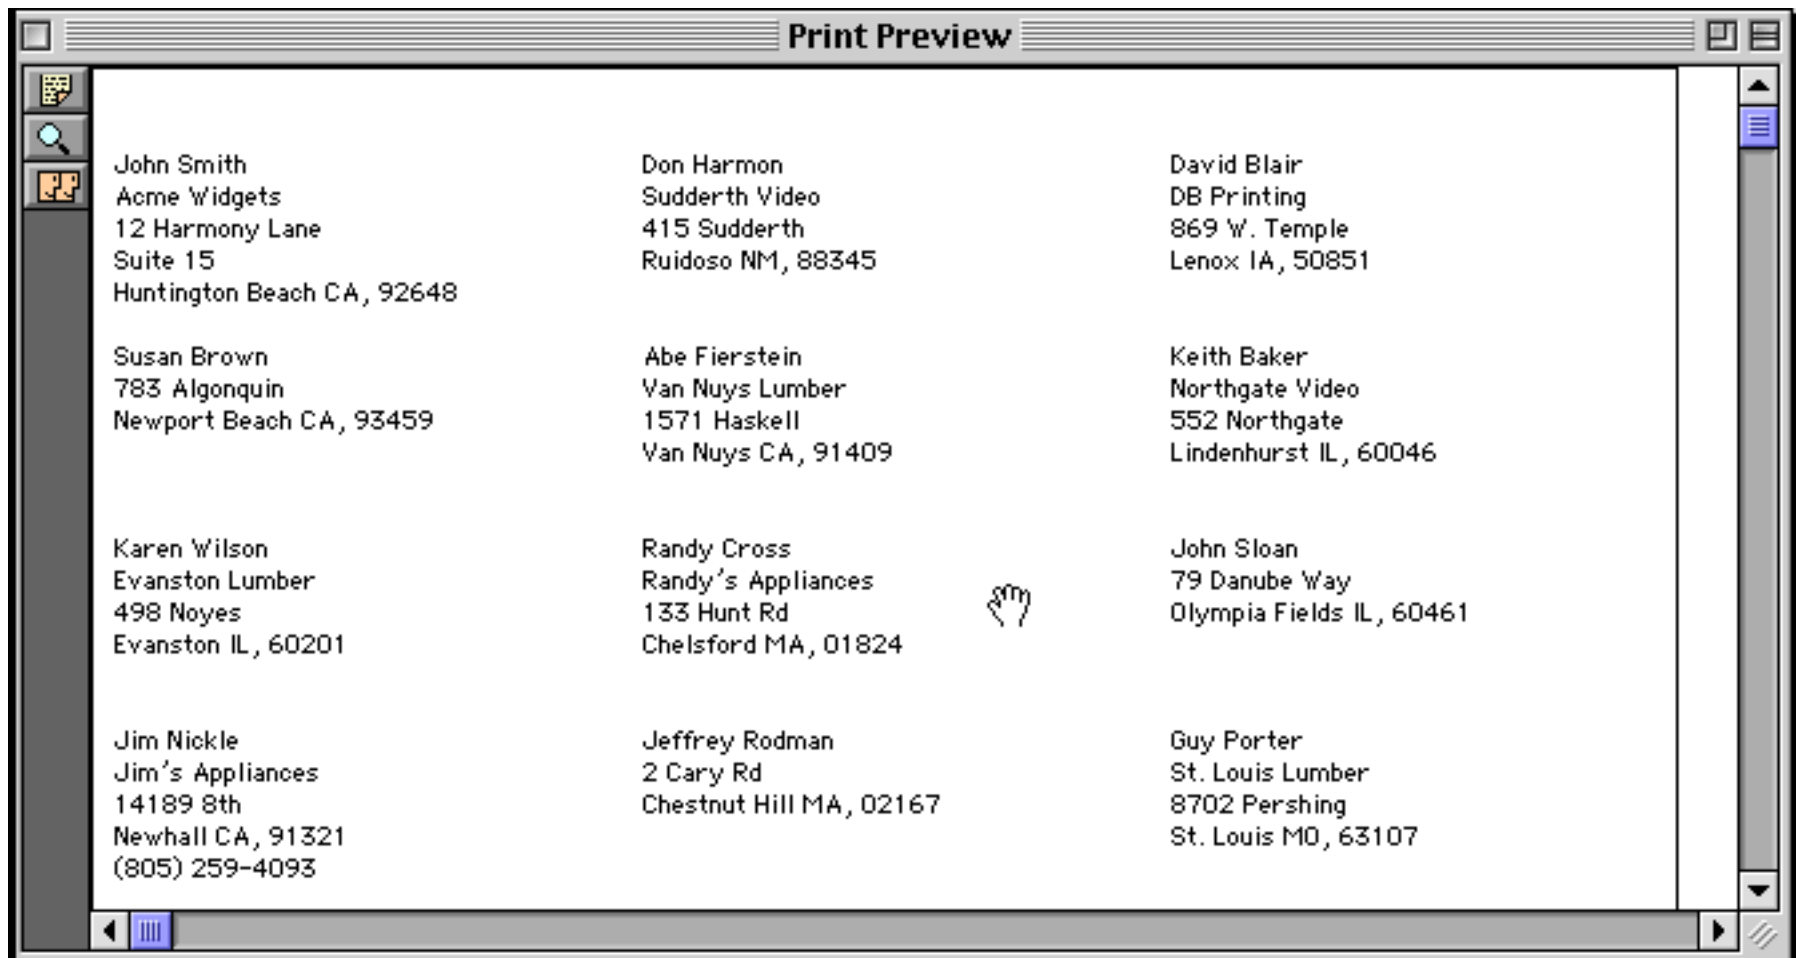 Print Preview
John Smith
Acme Widgets
12 Harmony Lane
Suite 15
Huntington Beach CA, 92648
Don Harmon
Sudderth Video
415 Sudderth
Ruidoso NM, 88345
David Blair
DB Printing
869 W. Temple
Lenox IA, 50851
Susan Brown
783 Algonquin
Newport Beach CA, 93459
Abe Fierstein
Van Nuys Lumber
1571 Haskell
Van Nuys CA, 91409
Keith Baker
Northgate Video
552 Northgate
Lindenhurst IL, 60046
Karen Wilson
Evanston Lumber
498 Noyes
Evanston IL, 60201
Randy Cross
Randy's Appliances
133 Hunt Rd
Chelsford MA, 01824
John Sloan
79 Danube Way
Olympia Fields IL, 60461
Jim Nickle
Jim's Appliances
14189 8th
Newhall CA, 91321
(805) 259-4093
Jeffrey Rodman
2 Cary Rd
Chestnut Hill MA, 02167
Guy Porter
St. Louis Lumber
8702 Pershing
St. Louis MO, 63107